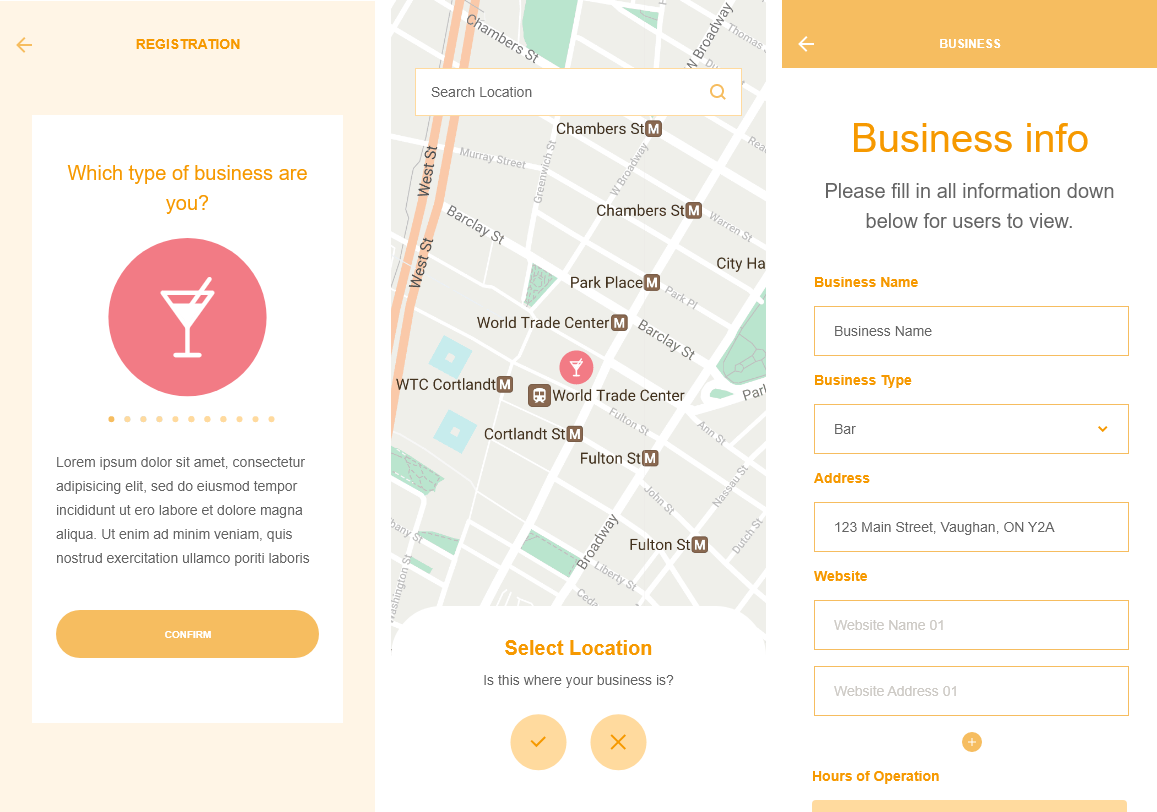 REGISTRATION
Which type of business are
you?
Lorem ipsum dolor sit amet, consectetur
adipisicing elit, sed do eiusmod tempor
incididunt ut ero labore et dolore magna
aliqua. Ut enim ad minim veniam, quis
nostrud exercitation ullamco poriti laboris
CONFIRM
Chambers St
W Broadway
Thomas
Search Location
Chambers St M
West St
Murray Street
Greenwich St
W Broadway
Rea
Barclay St
Chambers St M
Warren St
West St
City Ha
Park Place M
Park Pl
World Trade Center M
Barclay St
WTC Cortlandt M
World Trade Center
Park
Fulton St
Ann St
Cortlandt St M
Fulton St M
John St
Nassau St
Broadway
Fulton St M
Dutch St
bany St
Liberty St
Washington St
Ceda
Select Location
Is this where your business is?
BUSINESS
Business info
Please fill in all information down
below for users to view.
Business Name
Business Name
Business Type
Bar
Address
123 Main Street, Vaughan, ON Y2A
Website
Website Name 01
Website Address 01
Hours of Operation